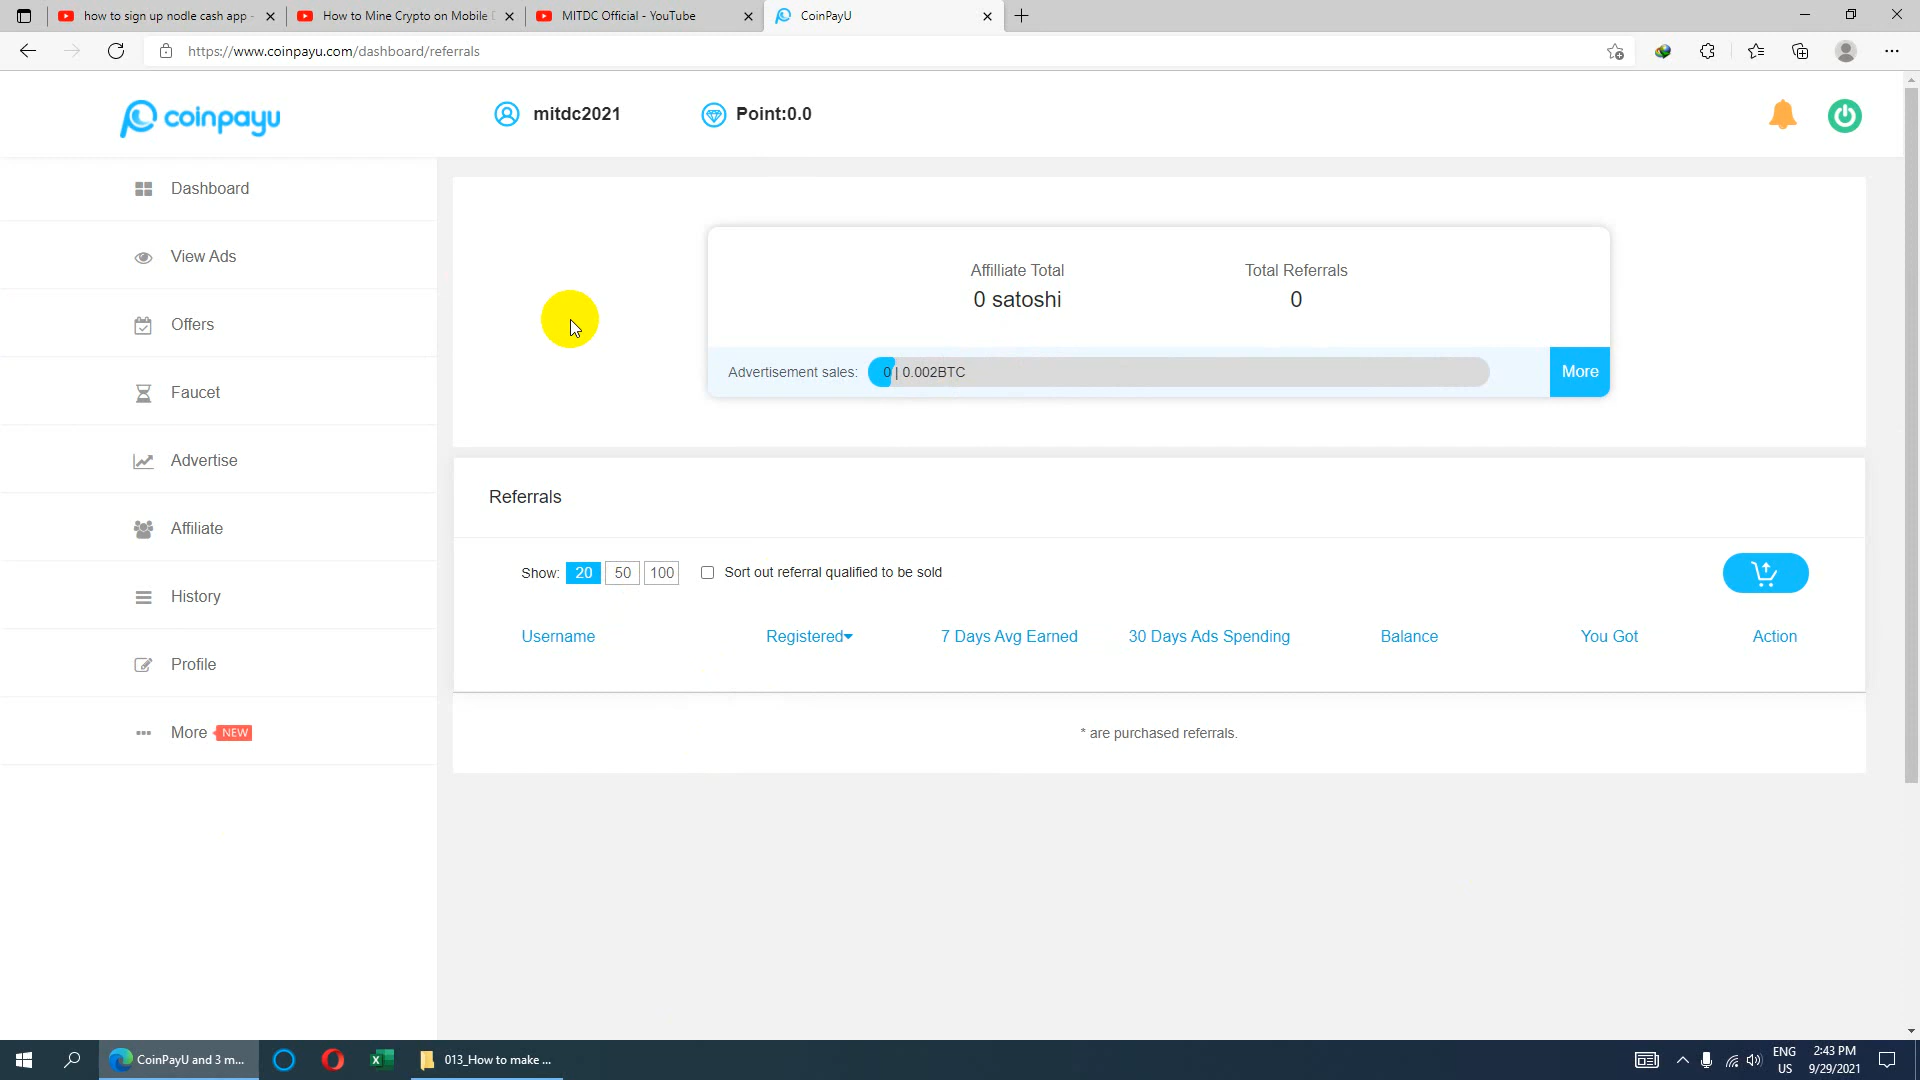 how to sign up nodle cash app -
How to Mine Crypto on Mobile
MITDC Official - YouTube
CoinPayU
https://www.coinpayu.com/dashboard/referrals
coinpayu
mitdc2021
Point:0.0
Dashboard
View Ads
Offers
Faucet
Advertise
Affiliate
History
Profile
More NEW
Affilliate Total
Total Referrals
0 satoshi
0
Advertisement sales: 0 | 0.002BTC
More
Referrals
Show: 20 50 100 Sort out referral qualified to be sold
Username Registered 7 Days Avg Earned 30 Days Ads Spending Balance You Got Action
* are purchased referrals.
CoinPayU and 3 m...
013_How to make ...
ENG
US
2:43 PM
9/29/2021